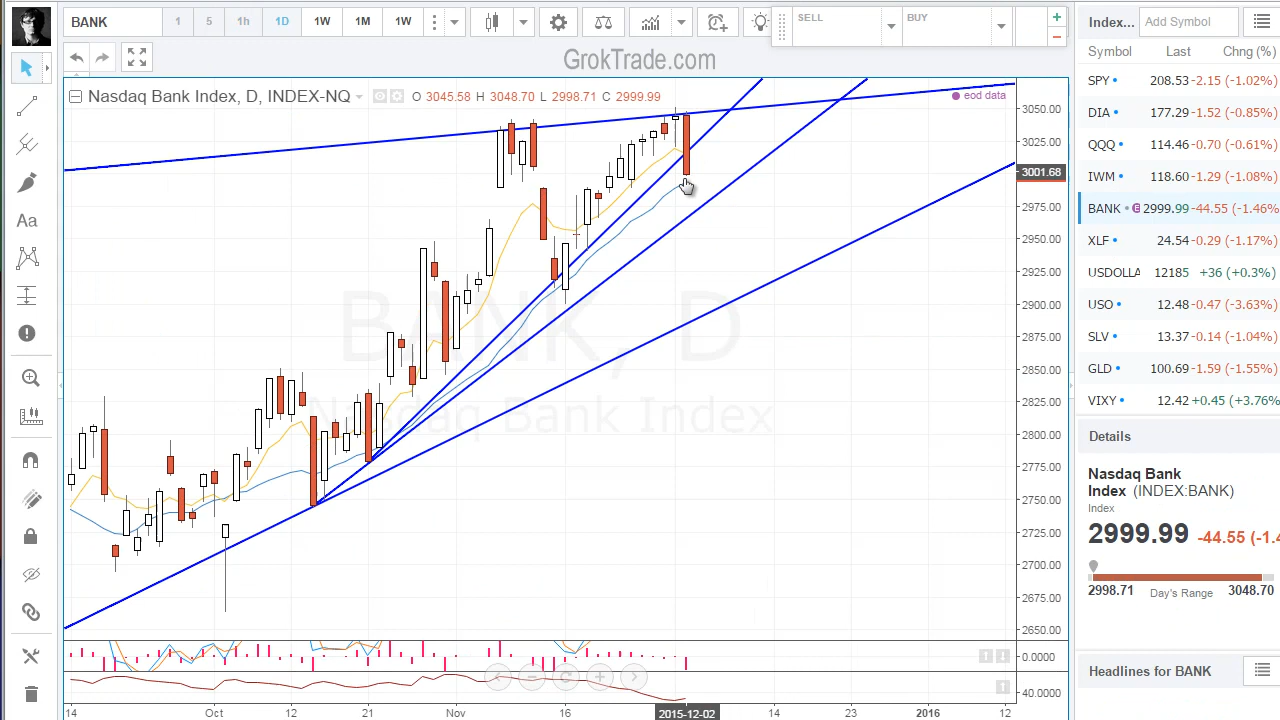 BANK 1 5 1h 1D 1W 1M 1W SELL BUY Index... Add Symbol
GrokTrade.com
Symbol Last Chng (%)
Nasdaq Bank Index, D, INDEX-NQ O 3045.58 H 3048.70 L 2998.71 C 2999.99
eod data
BANK, D
Nasdaq Bank Index
Aa
3050.00
3025.00
3001.68
2975.00
2950.00
2925.00
2900.00
2875.00
2850.00
2825.00
2800.00
2775.00
2750.00
2725.00
2700.00
2675.00
2650.00
0.0000
40.0000
14 Oct 12 21 Nov 16 2015-12-02 14 23 2016 12
SPY 208.53 -2.15 (-1.02%)
DIA 177.29 -1.52 (-0.85%)
QQQ 114.46 -0.70 (-0.61%)
IWM 118.60 -1.29 (-1.08%)
BANK E 2999.99 -44.55 (-1.46%
XLF 24.54 -0.29 (-1.17%)
USDOLLA 12185 +36 (+0.3%)
USO 12.48 -0.47 (-3.63%)
SLV 13.37 -0.14 (-1.04%)
GLD 100.69 -1.59 (-1.55%)
VIXY 12.42 +0.45 (+3.76%
Details
Nasdaq Bank
Index (INDEX:BANK)
Index
2999.99 -44.55 (-1.4
2998.71 Day's Range 3048.70
Headlines for BANK